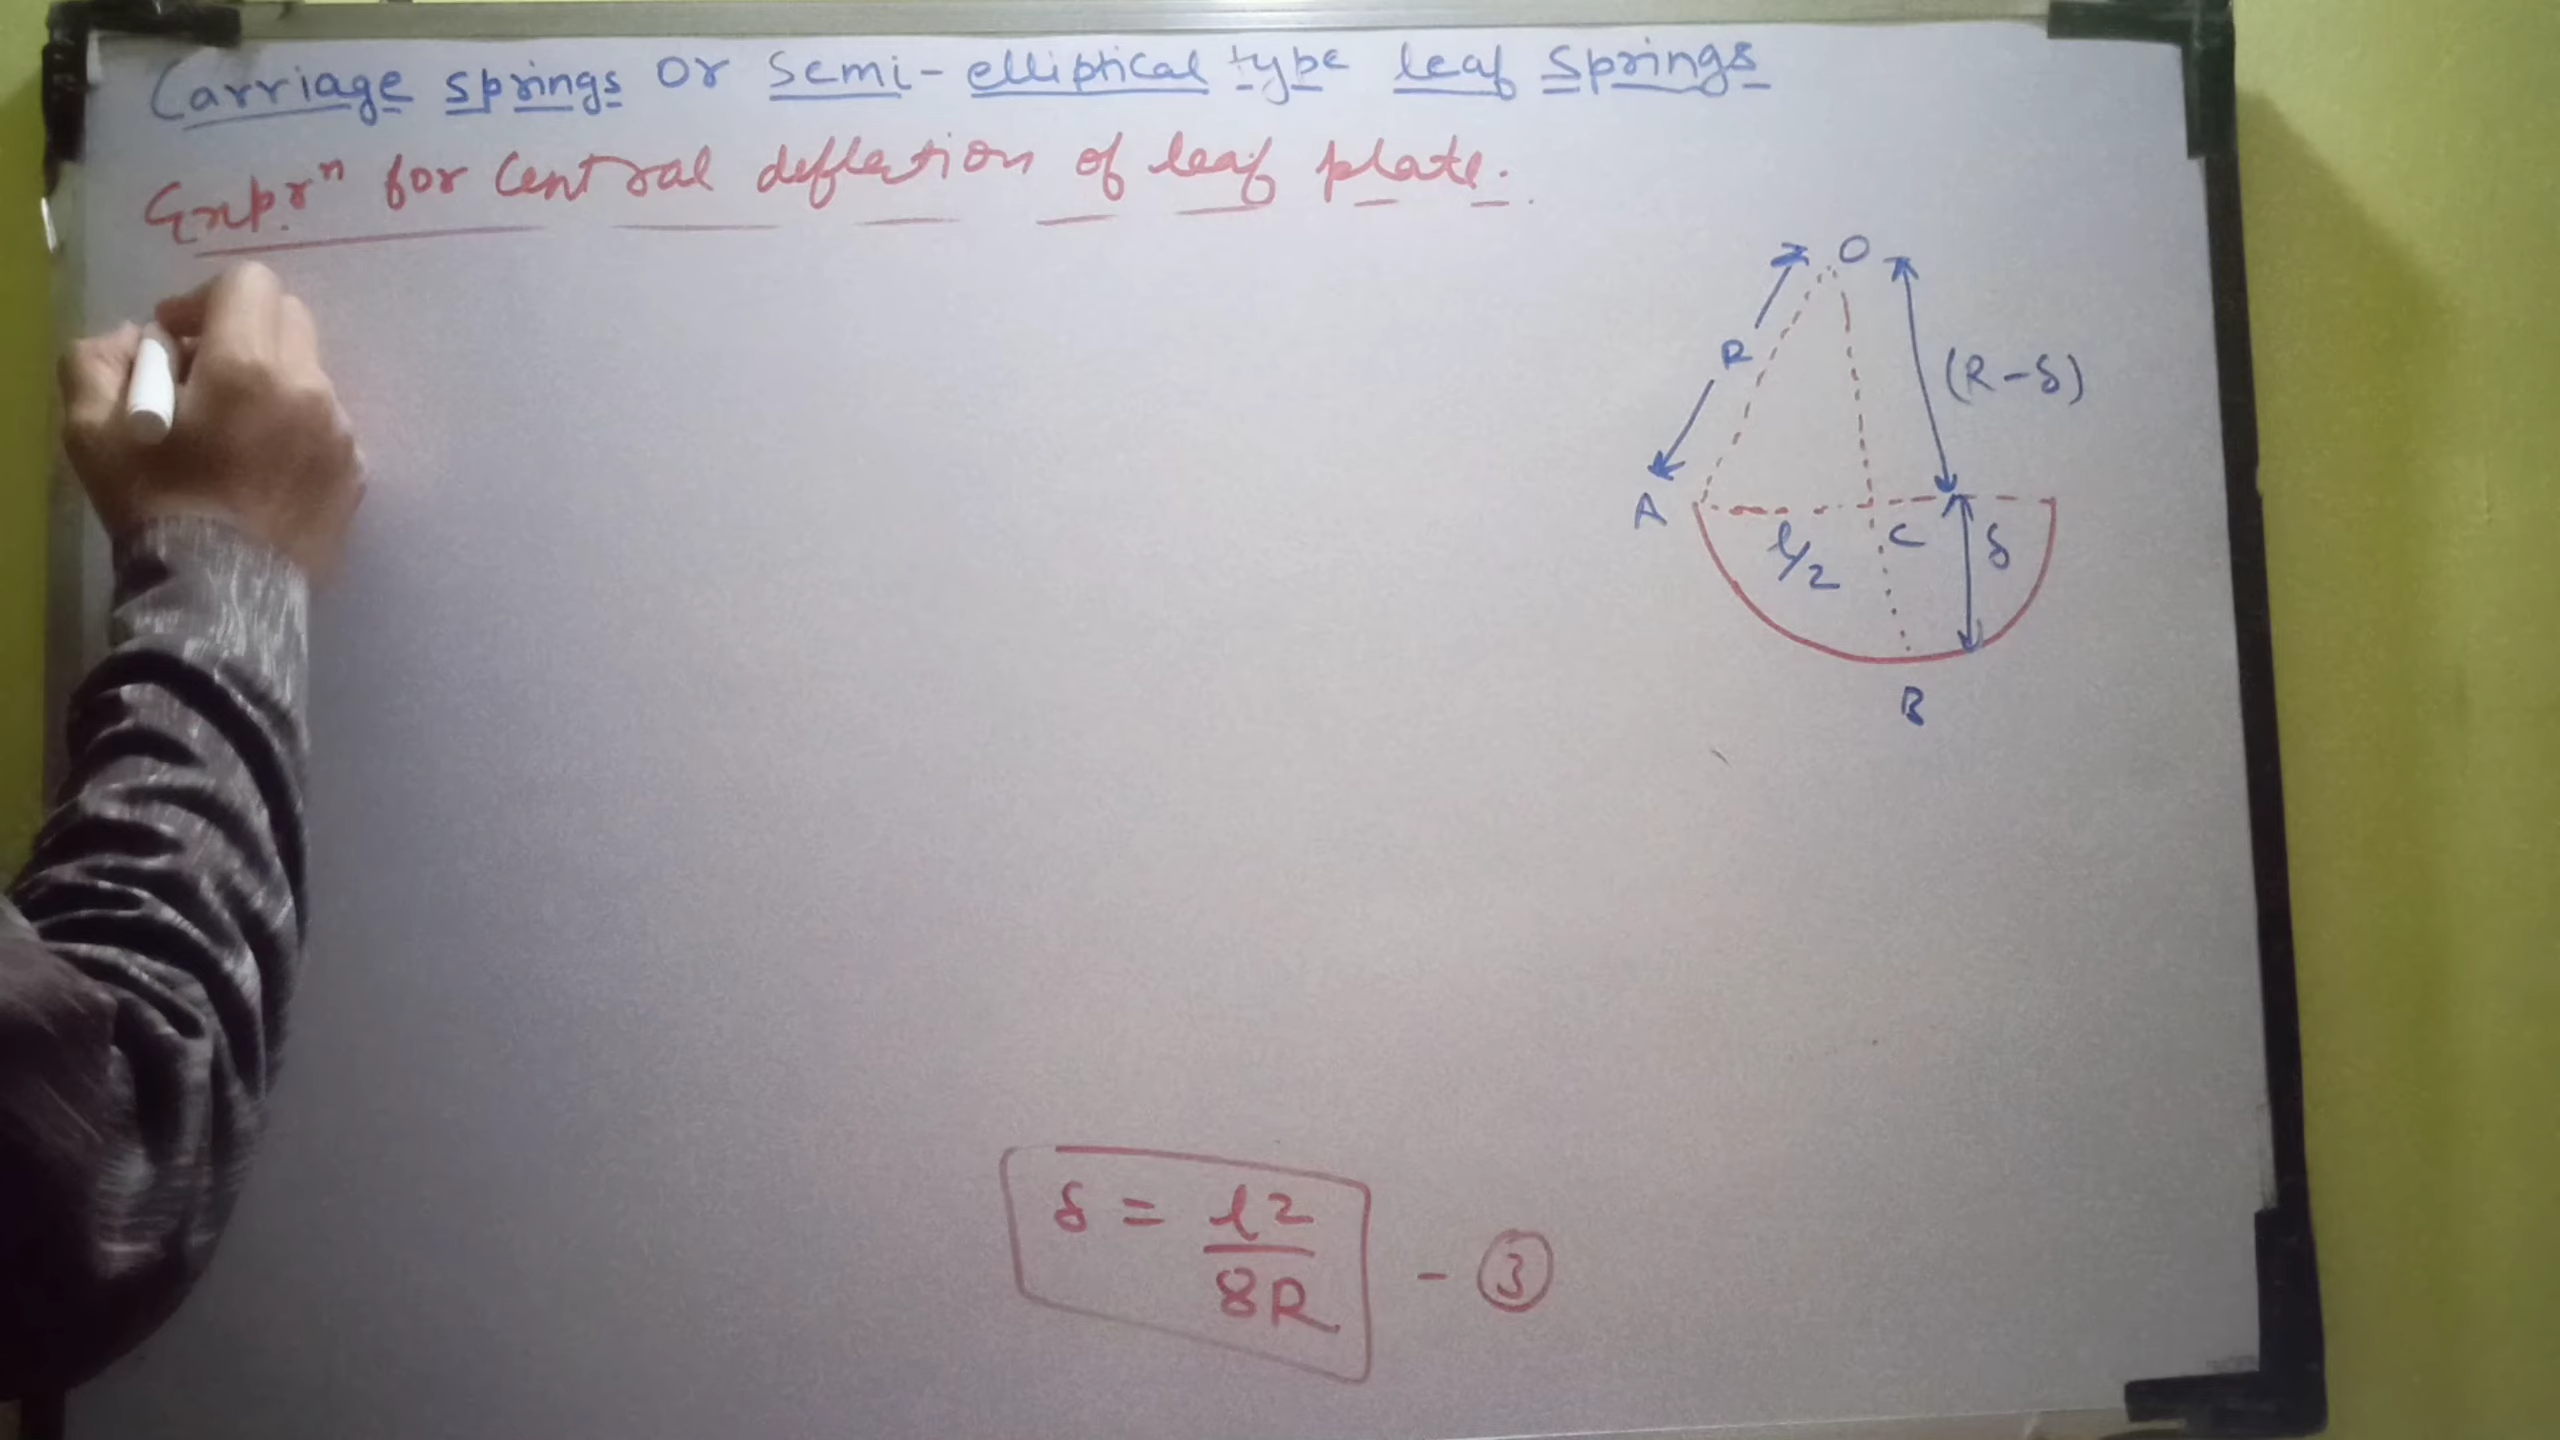 Carriage springs or semi-elliptical type leaf springs
Expr.ⁿ for central deflection of leaf plate.
O
R
(R-δ)
A
l/2
C
δ
B
δ = l2/8R - ③